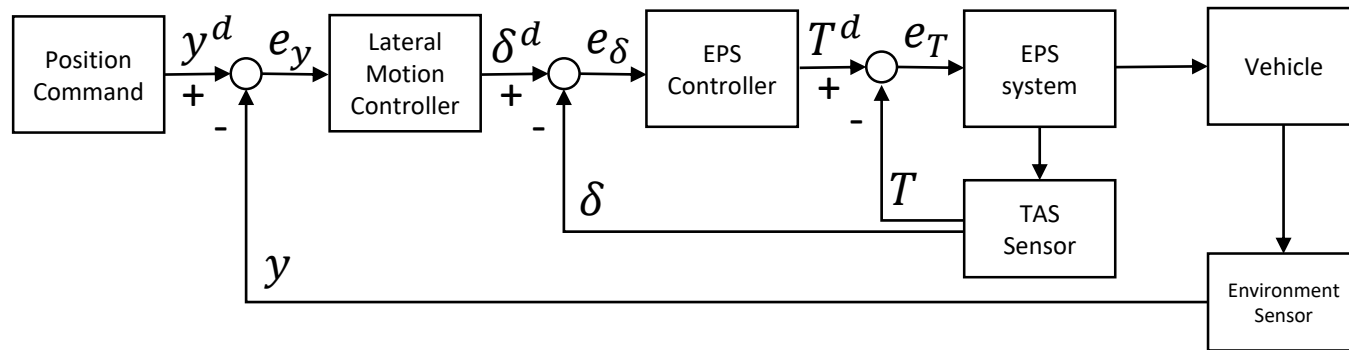 Position
Command
y^d
+
-
e_y
Lateral
Motion
Controller
δ^d
+
-
e_δ
EPS
Controller
T^d
+
-
e_T
EPS
system
Vehicle
T
TAS
Sensor
δ
y
Environment
Sensor